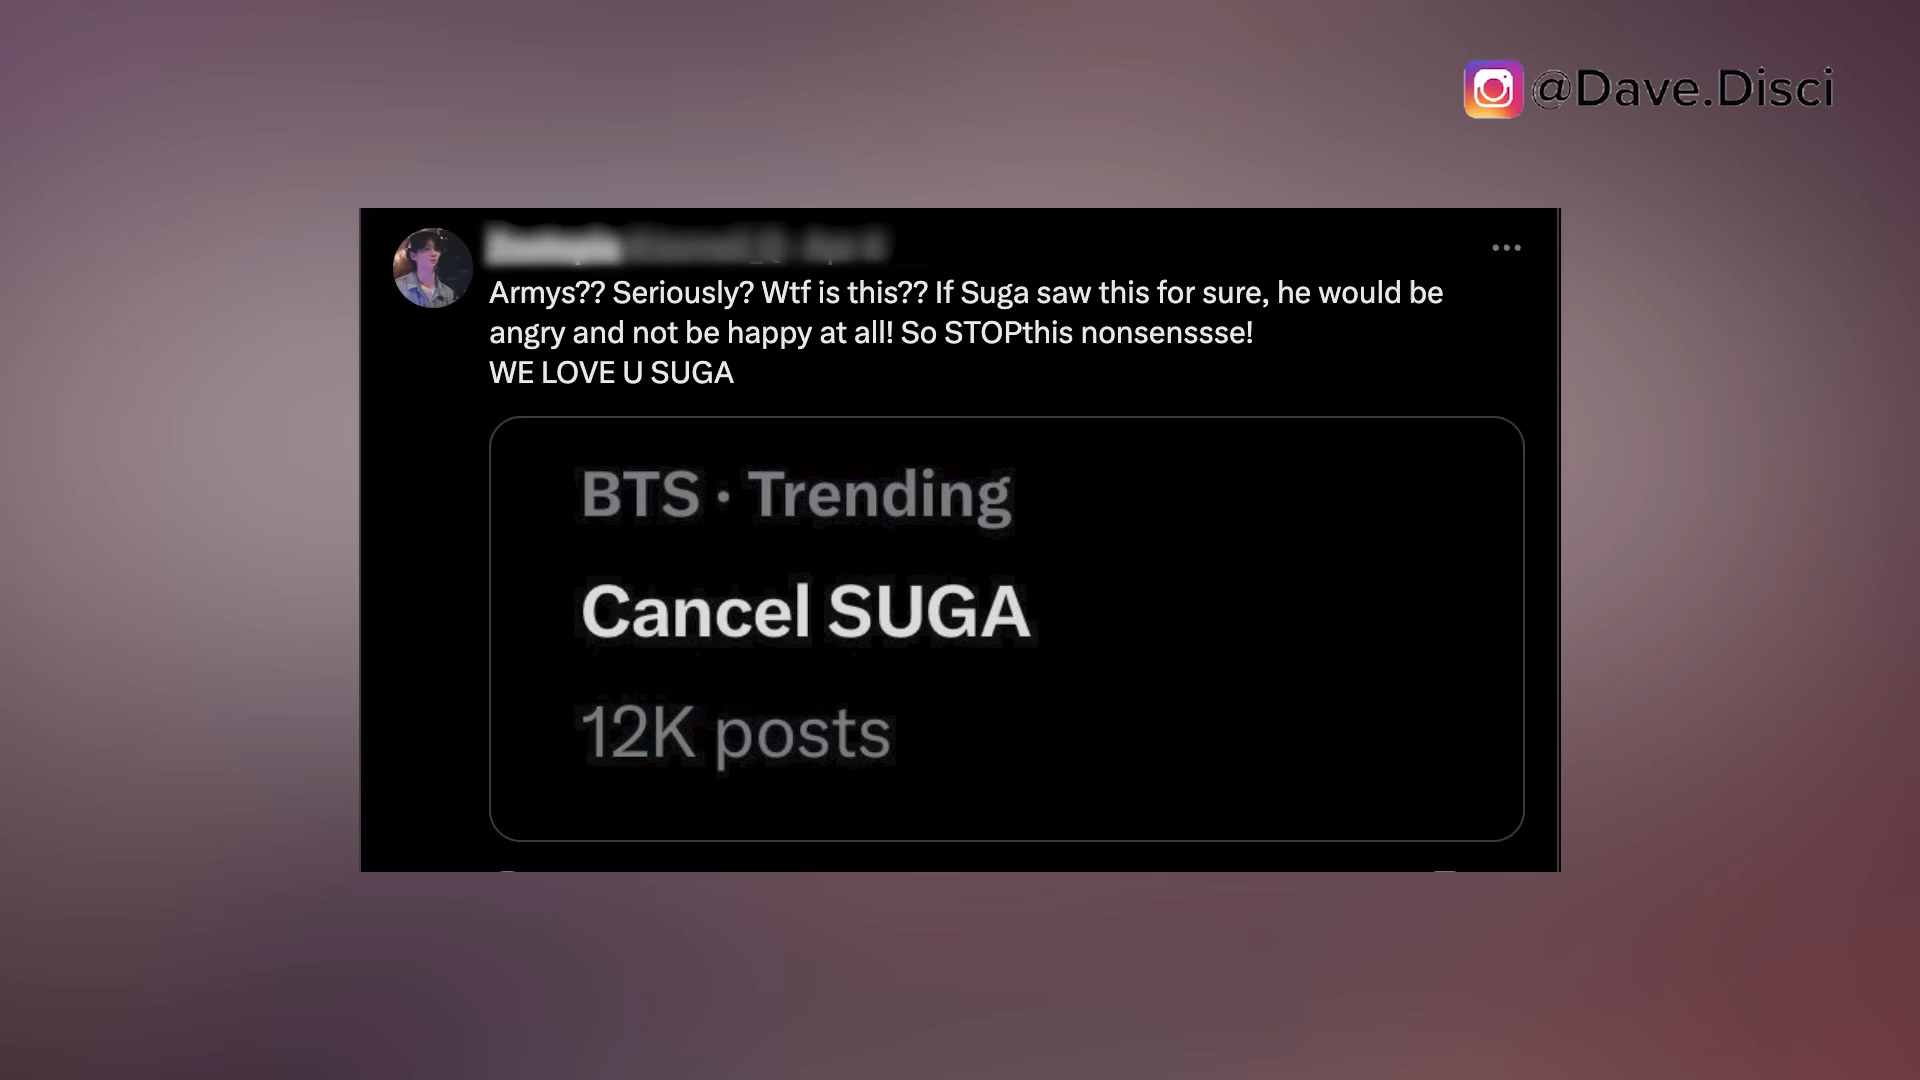 @Dave.Disci
Armys?? Seriously? Wtf is this?? If Suga saw this for sure, he would be
angry and not be happy at all! So STOPthis nonsenssse!
WE LOVE U SUGA
BTS · Trending
Cancel SUGA
12K posts